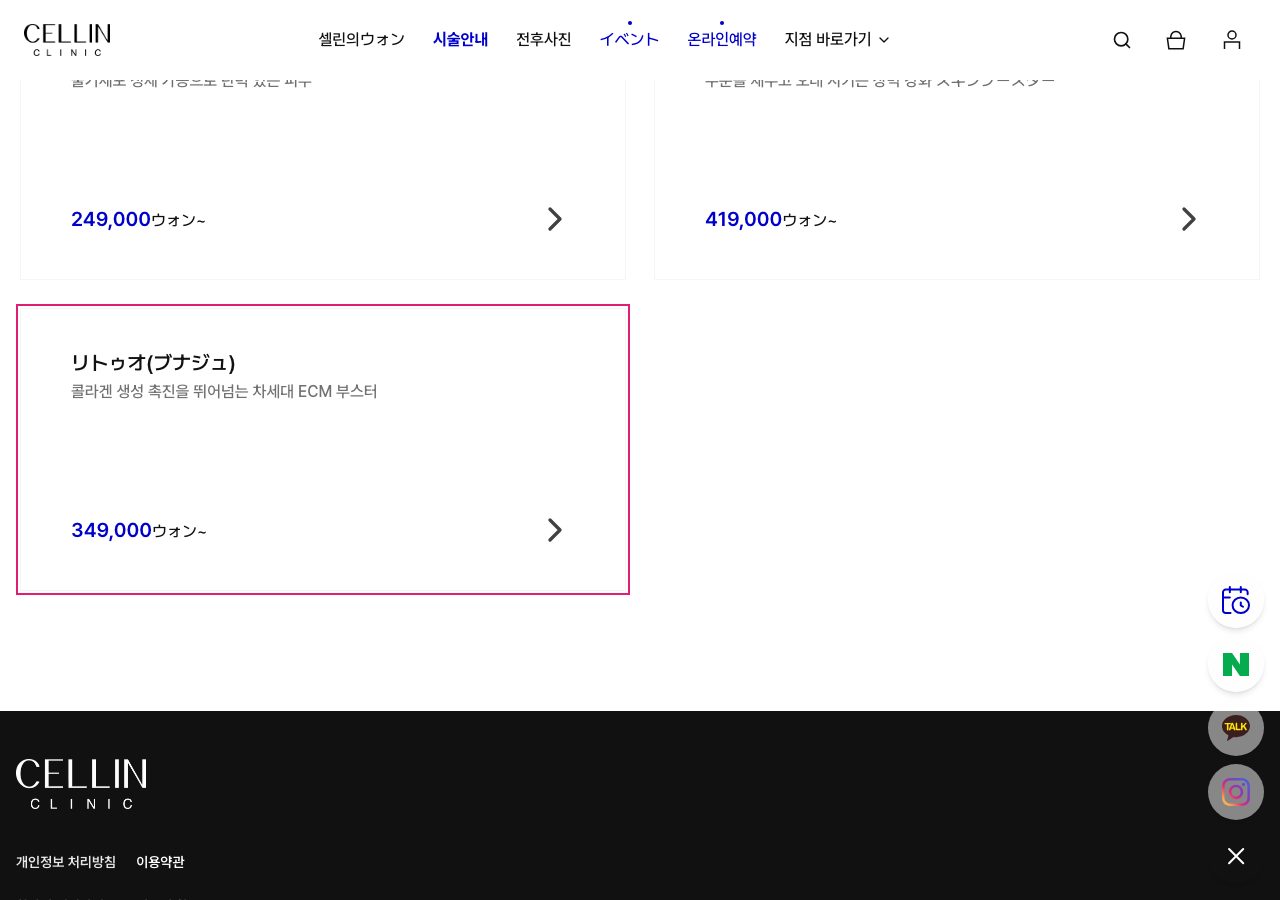 CELLIN
CLINIC
셀린의ウォン
시술안내
전후사진
イベント
온라인예약
지점 바로가기
249,000ウォン~
419,000ウォン~
リトゥオ(ブナジュ)
콜라겐 생성 촉진을 뛰어넘는 차세대 ECM 부스터
349,000ウォン~
N
TALK
CELLIN
CLINIC
개인정보 처리방침
이용약관